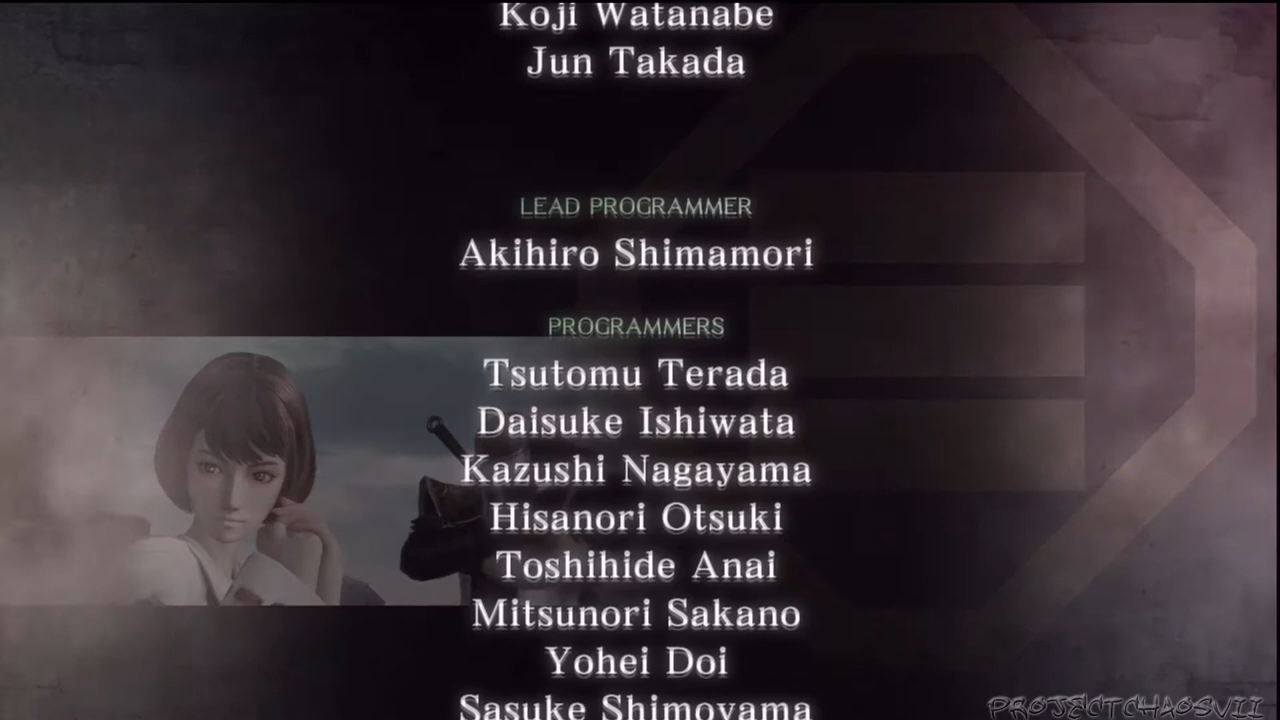 Koji Watanabe
Jun Takada
LEAD PROGRAMMER
Akihiro Shimamori
PROGRAMMERS
Tsutomu Terada
Daisuke Ishiwata
Kazushi Nagayama
Hisanori Otsuki
Toshihide Anai
Mitsunori Sakano
Yohei Doi
Sasuke Shimoyama
PROJECTCHAOSVII